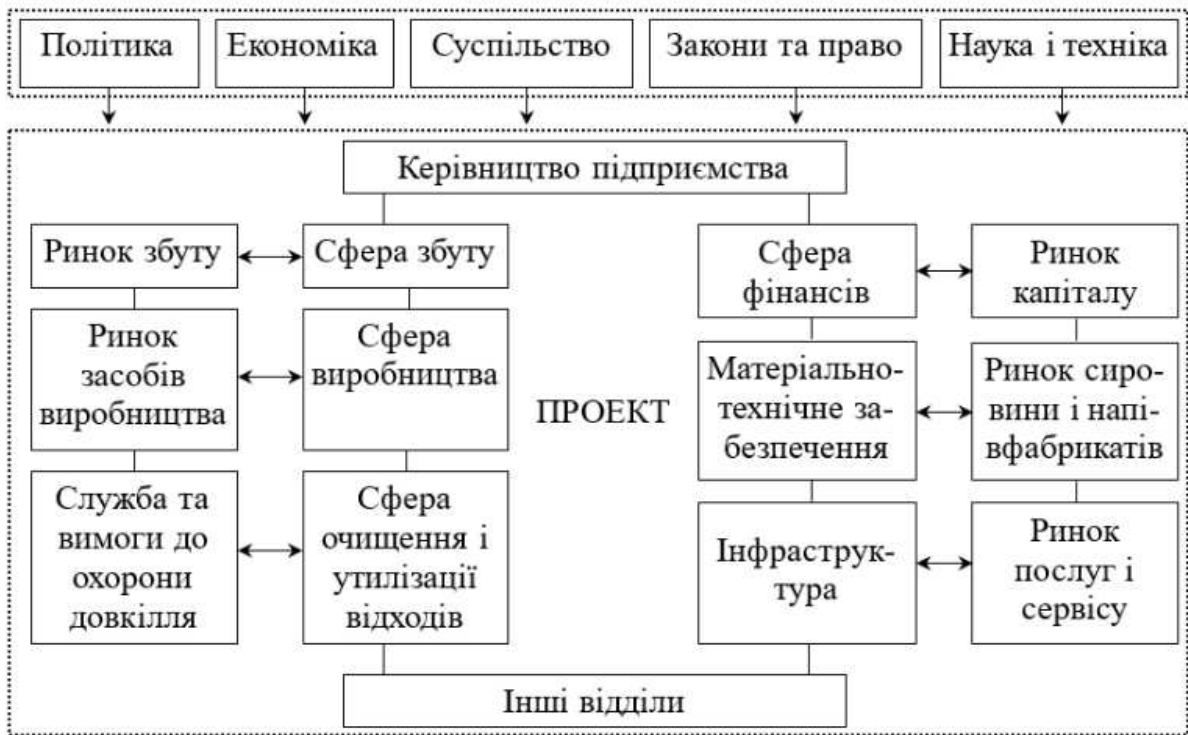 Політика
Економіка
Суспільство
Закони та право
Наука і техніка
Керівництво підприємства
Ринок збуту
Сфера збуту
Сфера
фінансів
Ринок
капіталу
Ринок
засобів
виробництва
Сфера
виробництва
ПРОЕКТ
Матеріально-
технічне за-
безпечення
Ринок сиро-
вини і напі-
вфабрикатів
Служба та
вимоги до
охорони
довкілля
Сфера
очищення і
утилізації
відходів
Інфраструк-
тура
Ринок
послуг і
сервісу
Інші відділи